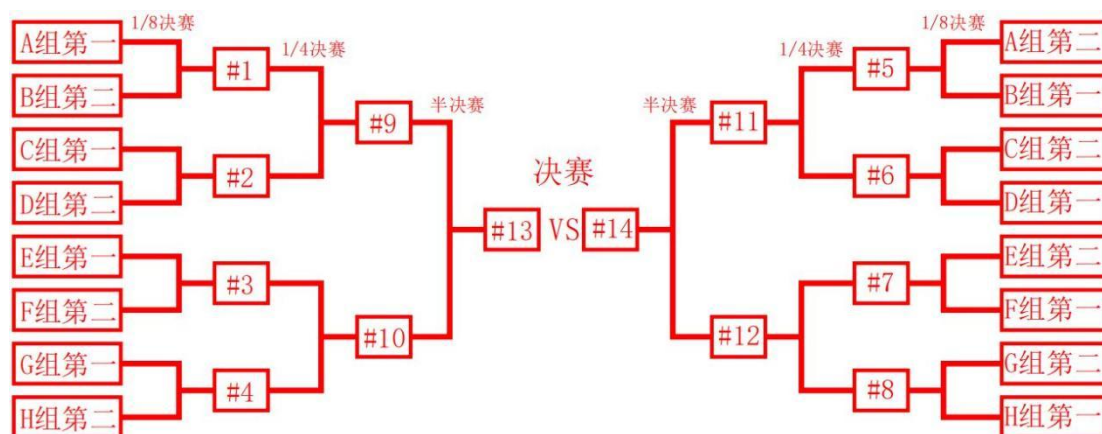 1/8决赛
A组第一
B组第二
C组第一
D组第二
E组第一
F组第二
G组第一
H组第二
#1
#2
#3
#4
1/4决赛
#9
#10
半决赛
决赛
#13 VS #14
半决赛
#11
#12
1/4决赛
#5
#6
#7
#8
1/8决赛
A组第二
B组第一
C组第二
D组第一
E组第二
F组第一
G组第二
H组第一